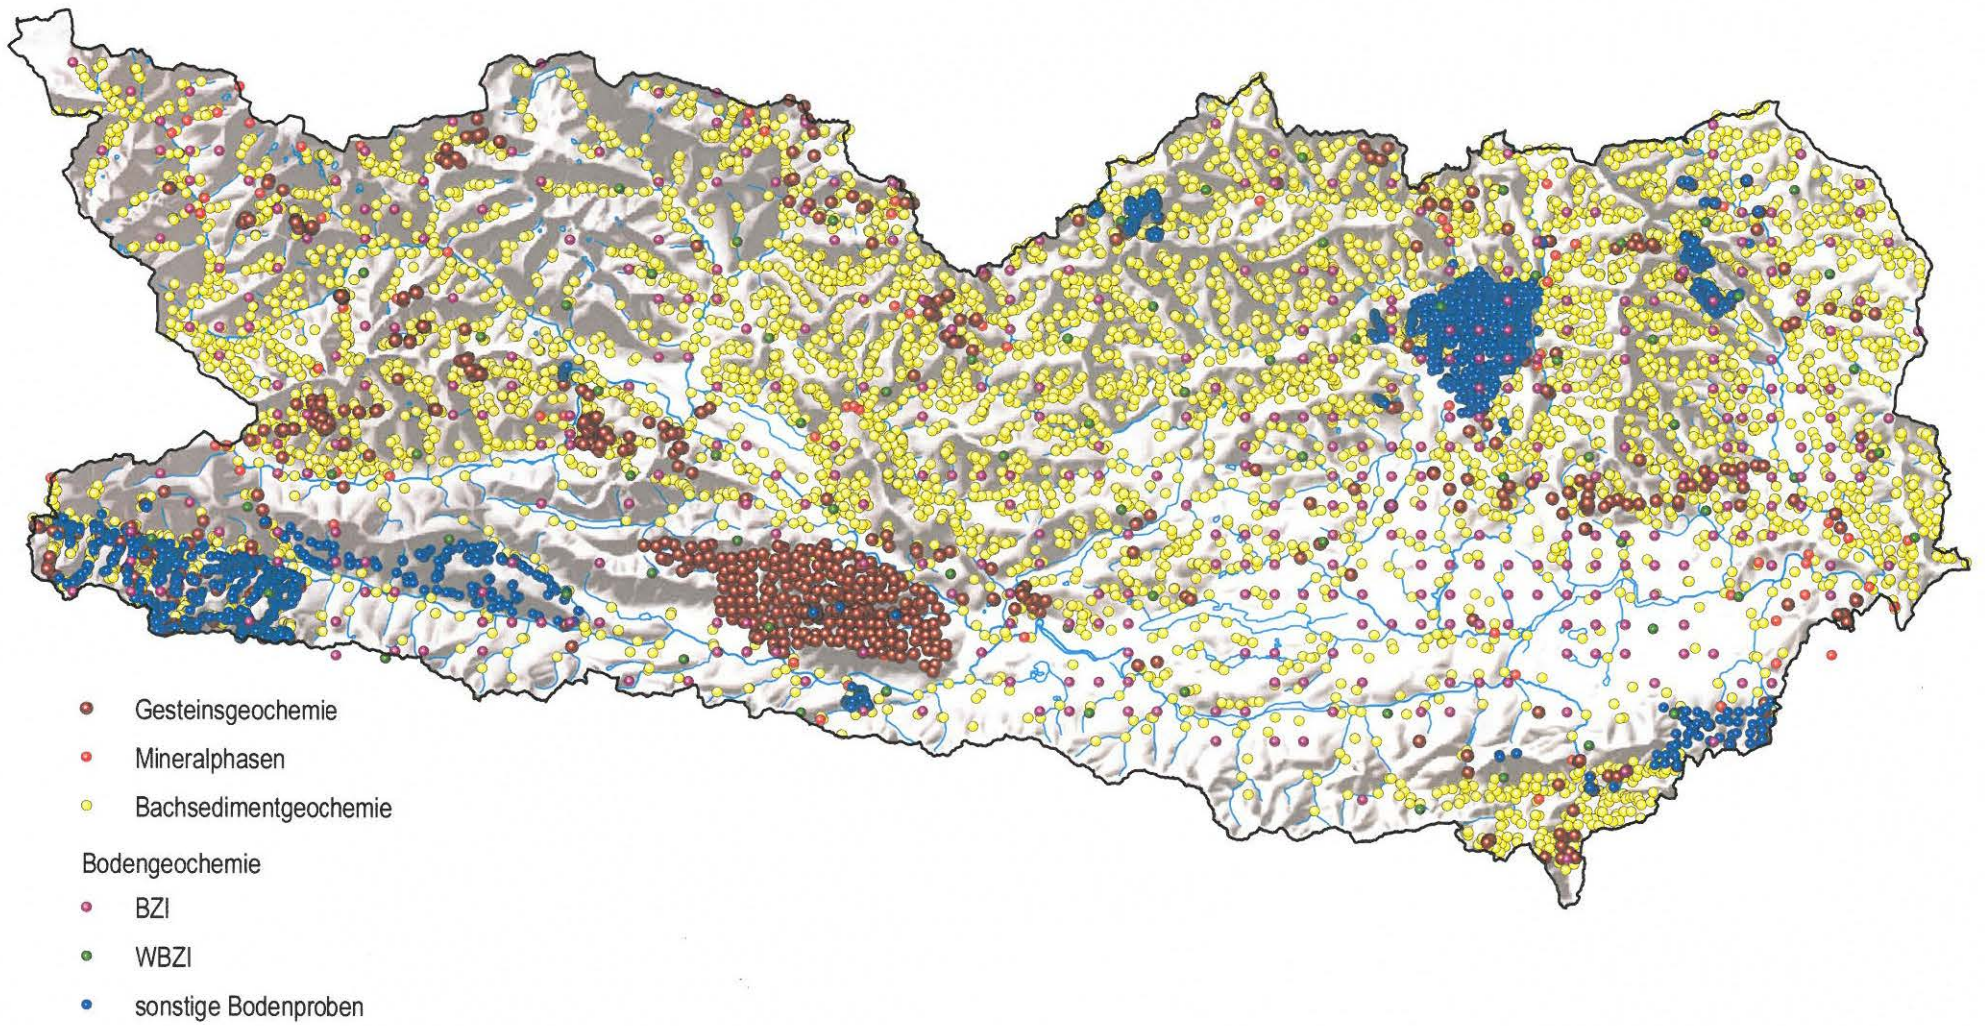 Gesteinsgeochemie
Mineralphasen
Bachsedimentgeochemie
Bodengeochemie
BZI
WBZI
sonstige Bodenproben